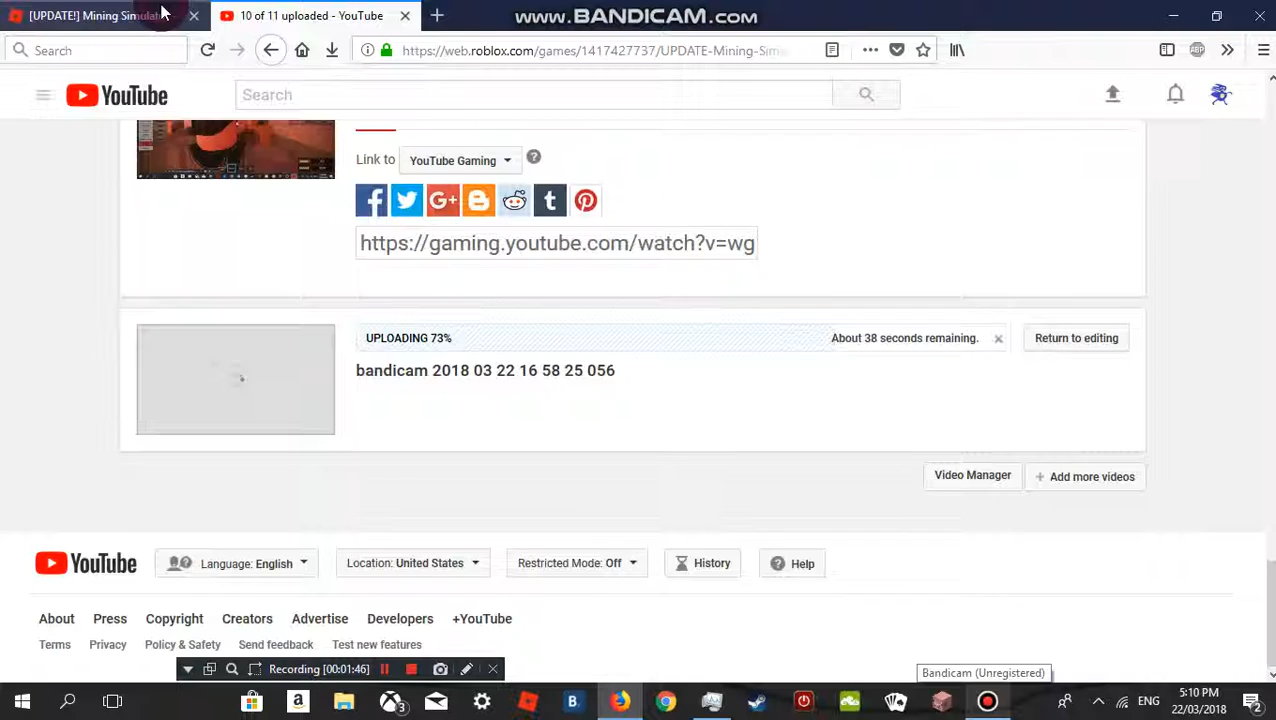 [UPDATE!] Mining Simulat
10 of 11 uploaded - YouTube
www.BANDICAM.com
Search
https://web.roblox.com/games/1417427737/UPDATE-Mining-Sim
ABP
YouTube
Search
Link to
YouTube Gaming
https://gaming.youtube.com/watch?v=wg
UPLOADING 73%
About 38 seconds remaining.
Return to editing
bandicam 2018 03 22 16 58 25 056
Video Manager
+ Add more videos
YouTube
Language: English
Location: United States
Restricted Mode: Off
History
Help
About
Press
Copyright
Creators
Advertise
Developers
+YouTube
Terms
Privacy
Policy & Safety
Send feedback
Test new features
Recording [00:01:46]
Bandicam (Unregistered)
ENG
5:10 PM
22/03/2018